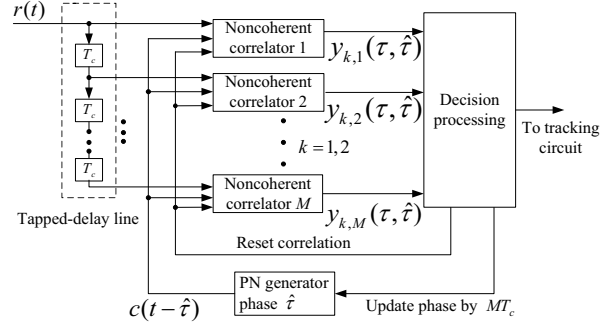 r(t)
T_c
T_c
T_c
Tapped-delay line
Noncoherent
correlator 1
Noncoherent
correlator 2
k = 1,2
Noncoherent
correlator M
y_{k,1}(τ, τ̂)
y_{k,2}(τ, τ̂)
y_{k,M}(τ, τ̂)
Decision
processing
To tracking
circuit
Reset correlation
PN generator
phase τ̂
c(t − τ̂)
Update phase by MT_c